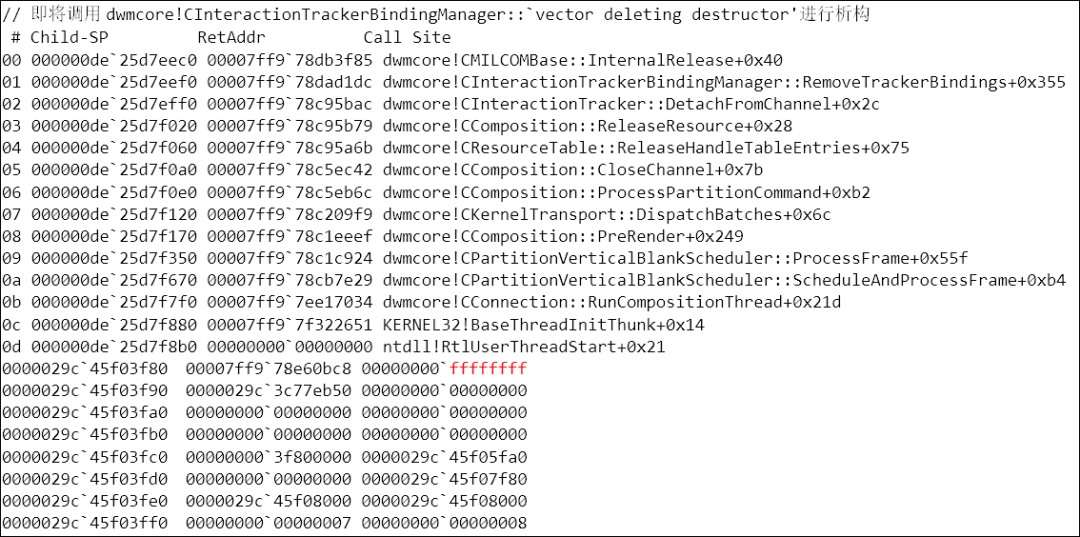 // 即将调用 dwmcore!CInteractionTrackerBindingManager::`vector deleting destructor'进行析构
# Child-SP RetAddr Call Site
00 000000de`25d7eec0 00007ff9`78db3f85 dwmcore!CMILCOMBase::InternalRelease+0x40
01 000000de`25d7eef0 00007ff9`78dad1dc dwmcore!CInteractionTrackerBindingManager::RemoveTrackerBindings+0x355
02 000000de`25d7eff0 00007ff9`78c95bac dwmcore!CInteractionTracker::DetachFromChannel+0x2c
03 000000de`25d7f020 00007ff9`78c95b79 dwmcore!CComposition::ReleaseResource+0x28
04 000000de`25d7f060 00007ff9`78c95a6b dwmcore!CResourceTable::ReleaseHandleTableEntries+0x75
05 000000de`25d7f0a0 00007ff9`78c5ec42 dwmcore!CComposition::CloseChannel+0x7b
06 000000de`25d7f0e0 00007ff9`78c5eb6c dwmcore!CComposition::ProcessPartitionCommand+0xb2
07 000000de`25d7f120 00007ff9`78c209f9 dwmcore!CKernelTransport::DispatchBatches+0x6c
08 000000de`25d7f170 00007ff9`78c1eeef dwmcore!CComposition::PreRender+0x249
09 000000de`25d7f350 00007ff9`78c1c924 dwmcore!CPartitionVerticalBlankScheduler::ProcessFrame+0x55f
0a 000000de`25d7f670 00007ff9`78cb7e29 dwmcore!CPartitionVerticalBlankScheduler::ScheduleAndProcessFrame+0xb4
0b 000000de`25d7f7f0 00007ff9`7ee17034 dwmcore!CConnection::RunCompositionThread+0x21d
0c 000000de`25d7f880 00007ff9`7f322651 KERNEL32!BaseThreadInitThunk+0x14
0d 000000de`25d7f8b0 00000000`00000000 ntdll!RtlUserThreadStart+0x21
0000029c`45f03f80 00007ff9`78e60bc8 00000000`ffffffff
0000029c`45f03f90 0000029c`3c77eb50 00000000`00000000
0000029c`45f03fa0 00000000`00000000 00000000`00000000
0000029c`45f03fb0 00000000`00000000 00000000`00000000
0000029c`45f03fc0 00000000`3f800000 0000029c`45f05fa0
0000029c`45f03fd0 00000000`00000000 0000029c`45f07f80
0000029c`45f03fe0 0000029c`45f08000 0000029c`45f08000
0000029c`45f03ff0 00000000`00000007 00000000`00000008